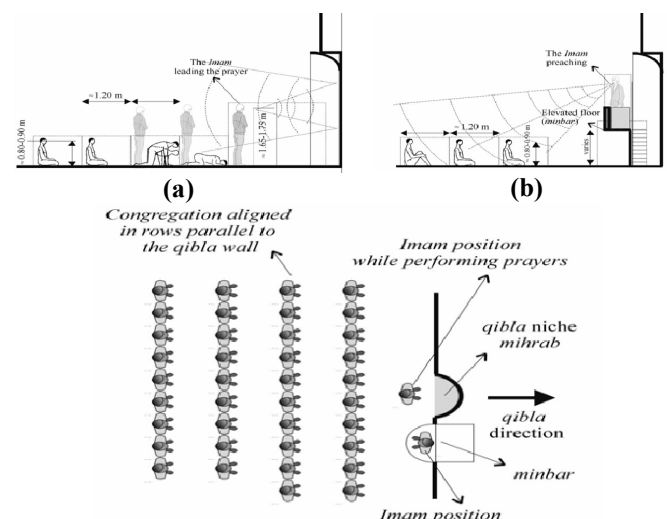 The Imam
leading the prayer
≈1.20 m
≈0.80-0.90 m
≈1.65-1.75 m
(a)
The Imam
preaching
Elevated floor
(minbar)
≈1.20 m
≈0.80-0.90 m
varies
(b)
Congregation aligned
in rows parallel to
the qibla wall
Imam position
while performing prayers
qibla niche
mihrab
qibla
direction
minbar
Imam position